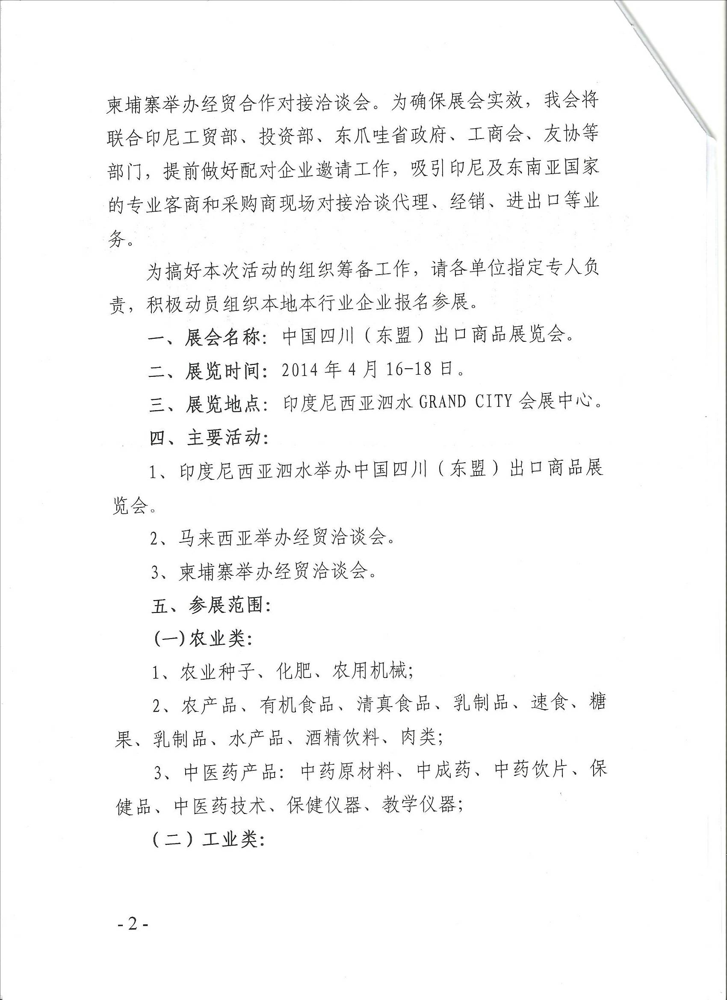 柬埔寨举办经贸合作对接洽谈会。为确保展会实效，我会将
联合印尼工贸部、投资部、东爪哇省政府、工商会、友协等
部门，提前做好配对企业邀请工作，吸引印尼及东南亚国家
的专业客商和采购商现场对接洽谈代理、经销、进出口等业
务。
为搞好本次活动的组织筹备工作，请各单位指定专人负
责，积极动员组织本地本行业企业报名参展。
一、展会名称：中国四川（东盟）出口商品展览会。
二、展览时间：2014 年 4 月 16-18 日。
三、展览地点：印度尼西亚泗水 GRAND CITY 会展中心。
四、主要活动：
1、印度尼西亚泗水举办中国四川（东盟）出口商品展
览会。
2、马来西亚举办经贸洽谈会。
3、柬埔寨举办经贸洽谈会。
五、参展范围：
(一)农业类：
1、农业种子、化肥、农用机械；
2、农产品、有机食品、清真食品、乳制品、速食、糖
果、乳制品、水产品、酒精饮料、肉类；
3、中医药产品：中药原材料、中成药、中药饮片、保
健品、中医药技术、保健仪器、教学仪器；
（二）工业类：
- 2 -